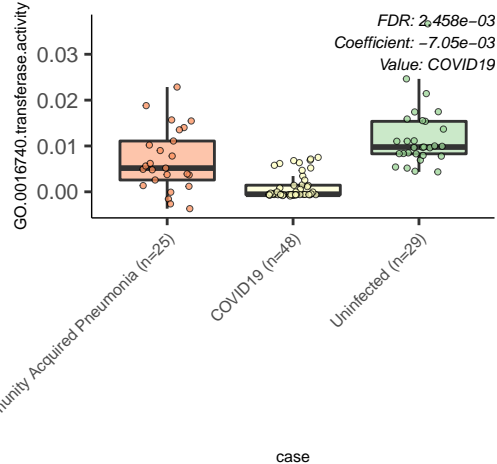 FDR: 2.458e−03
Coefficient: −7.05e−03
Value: COVID19
GO.0016740.transferase.activity
0.03
0.02
0.01
0.00
Acquired Pneumonia (n=25)
COVID19 (n=48)
Uninfected (n=29)
case